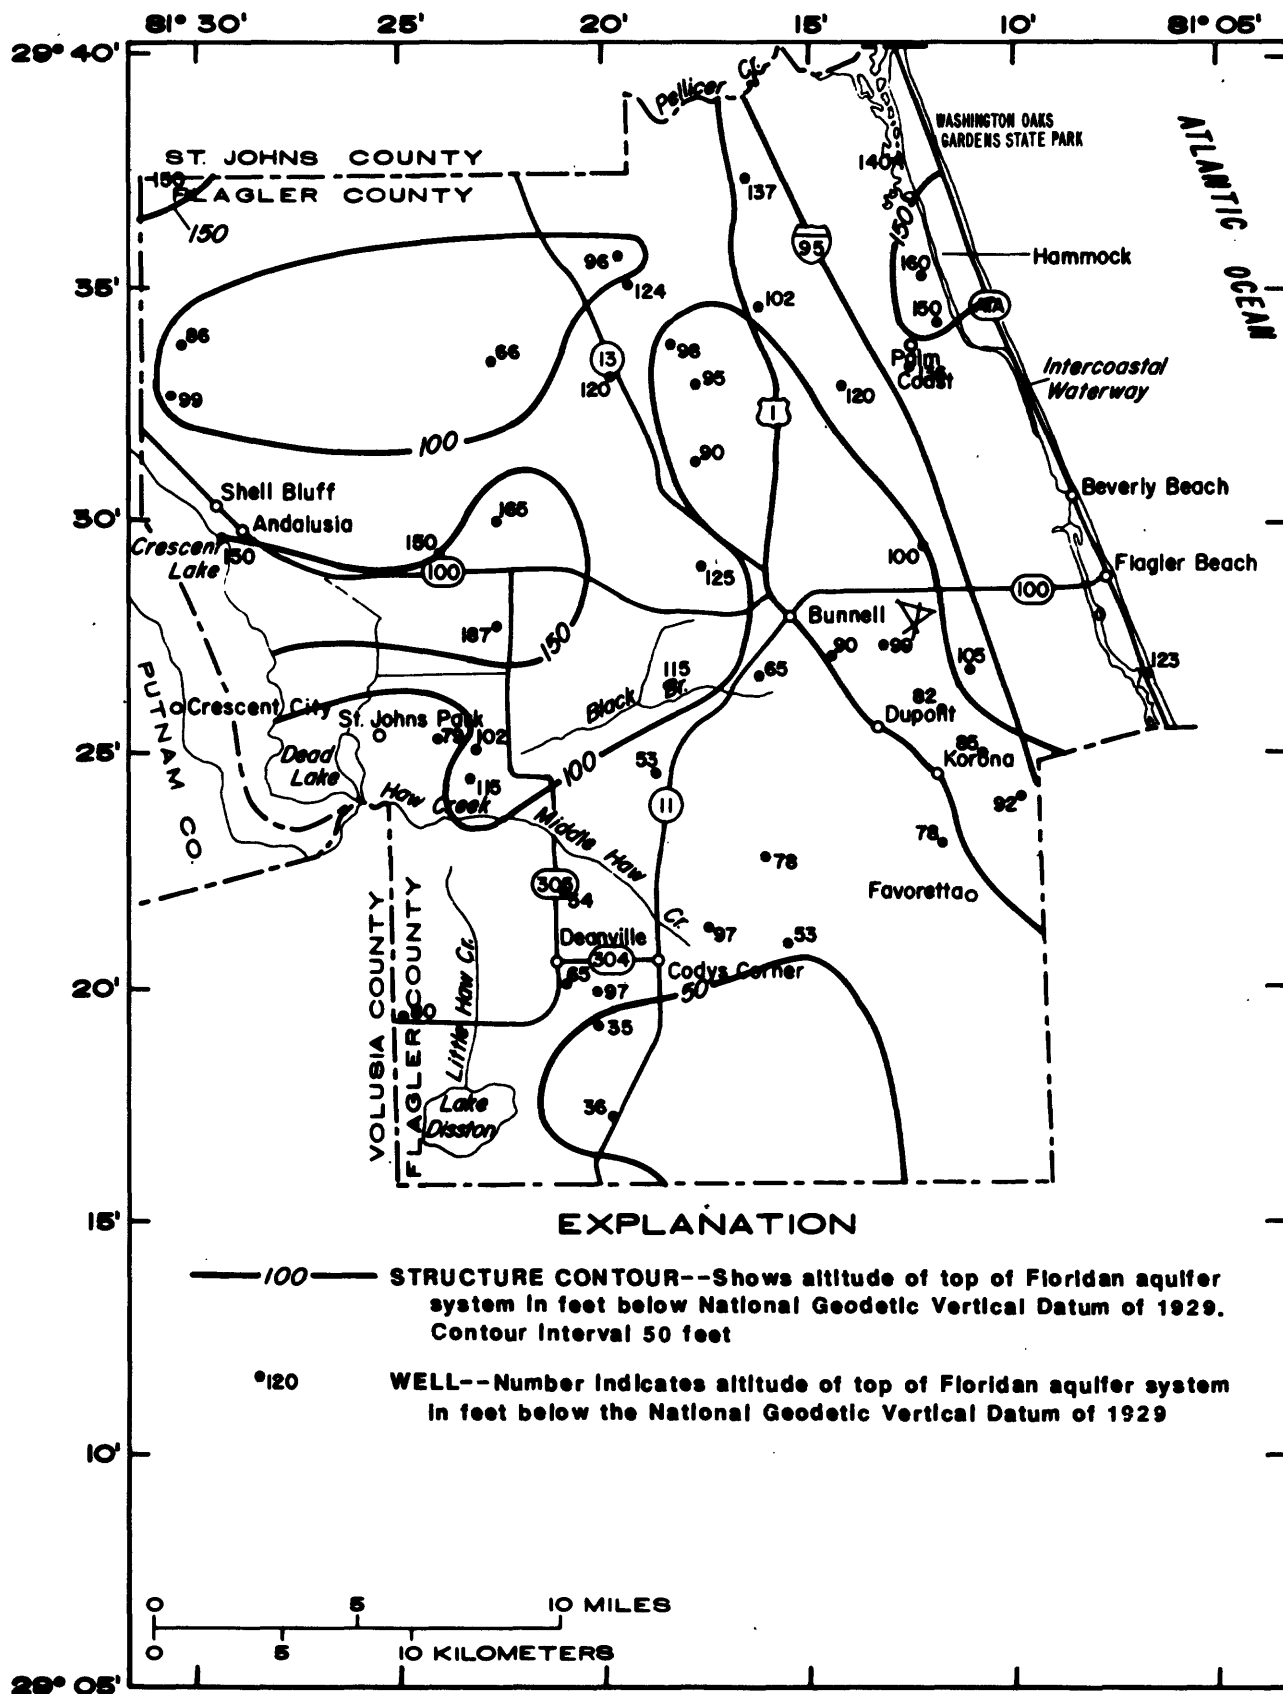 81° 30' 25' 20' 15' 10' 81° 05'
29° 40'
Pellicer Cr.
WASHINGTON OAKS
GARDENS STATE PARK
ATLANTIC OCEAN
ST. JOHNS COUNTY
FLAGLER COUNTY
150
150
137
140
150
95
160
Hammock
96
124
35'
102
150
A1A
86
66
13
98
Palm
Coast
Intercoastal
Waterway
99
120
95
120
1
100
90
Shell Bluff
Beverly Beach
165
30'
Andalusia
150
100
Crescent
Lake
150
Flagler Beach
100
125
100
Bunnell
187
150
90
99
105
123
115
65
PUTNAM CO.
Crescent City
Black Br.
82
St. Johns Park
Dupont
79
102
85
Korona
25'
Dead
Lake
100
53
115
92
Haw Creek
11
Middle Haw Cr.
78
78
305
54
Favoretta
VOLUSIA COUNTY
FLAGLER COUNTY
Little Haw Cr.
Deanville
97
53
304
Codys Corner
65
20'
97
50
35
36
Lake
Disston
15'
EXPLANATION
100 STRUCTURE CONTOUR--Shows altitude of top of Floridan aquifer
system in feet below National Geodetic Vertical Datum of 1929.
Contour interval 50 feet
120 WELL--Number indicates altitude of top of Floridan aquifer system
in feet below the National Geodetic Vertical Datum of 1929
10'
0 5 10 MILES
0 5 10 KILOMETERS
29° 05'